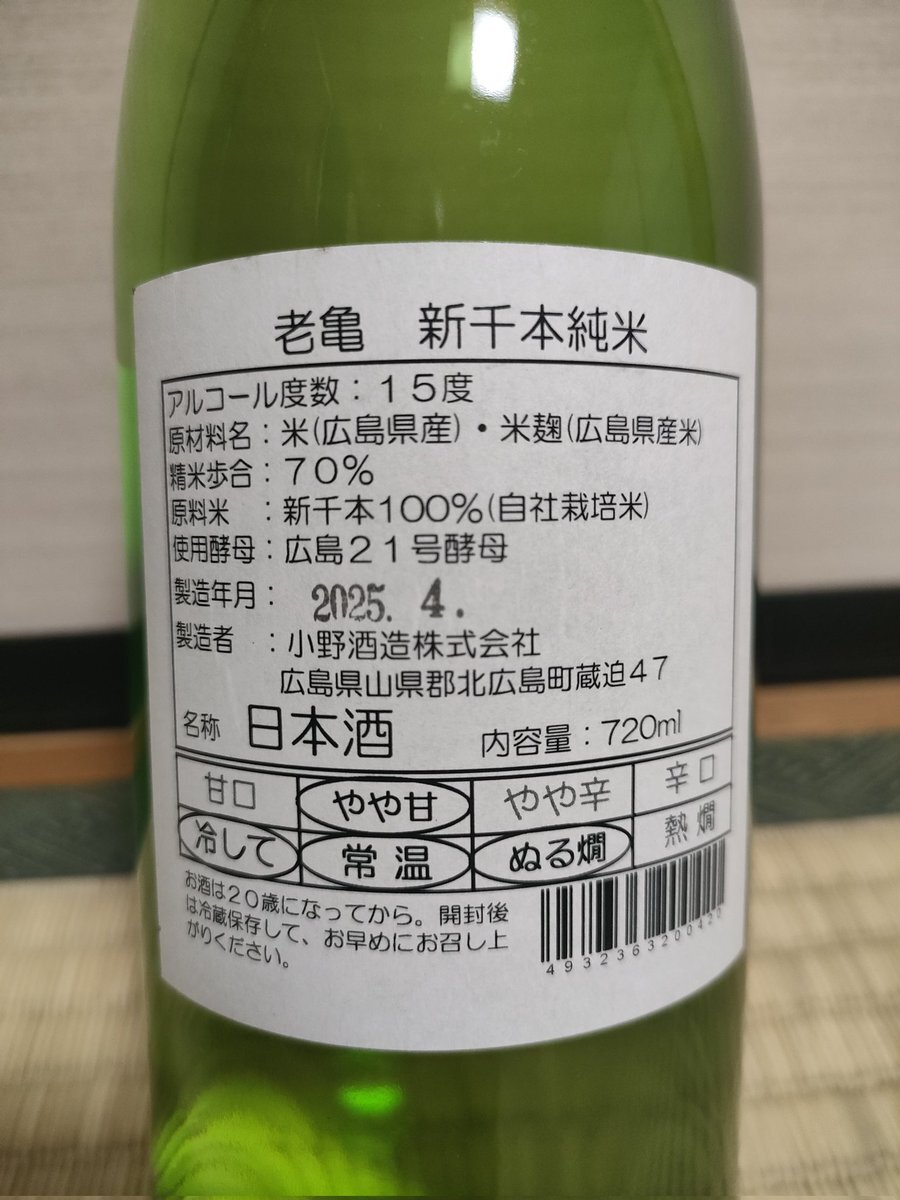 老亀　新千本純米
アルコール度数：１５度
原材料名：米(広島県産)・米麹(広島県産米)
精米歩合：７０％
原料米　：新千本１００％(自社栽培米)
使用酵母：広島２１号酵母
製造年月：2025. 4.
製造者　：小野酒造株式会社
広島県山県郡北広島町蔵迫４７
名称　日本酒　内容量：720ml
甘口　やや甘　やや辛　辛口
冷して　常温　ぬる燗　熱燗
お酒は２０歳になってから。開封後
は冷蔵保存して、お早めにお召し上
がりください。
4932363200420